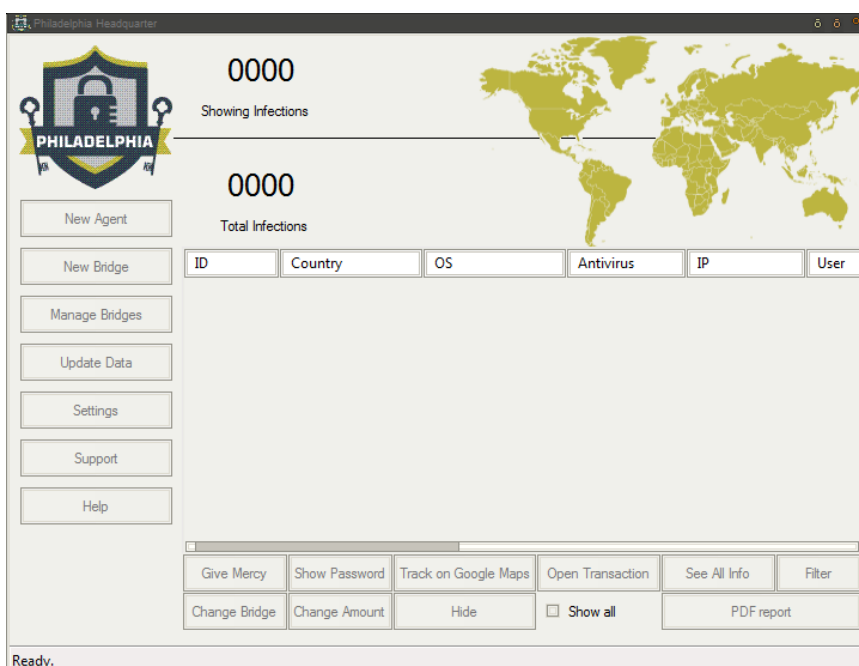 Philadelphia Headquarter
PHILADELPHIA
0000
Showing Infections
0000
Total Infections
New Agent
New Bridge
Manage Bridges
Update Data
Settings
Support
Help
ID Country OS Antivirus IP User
Give Mercy Show Password Track on Google Maps Open Transaction See All Info Filter
Change Bridge Change Amount Hide Show all PDF report
Ready.